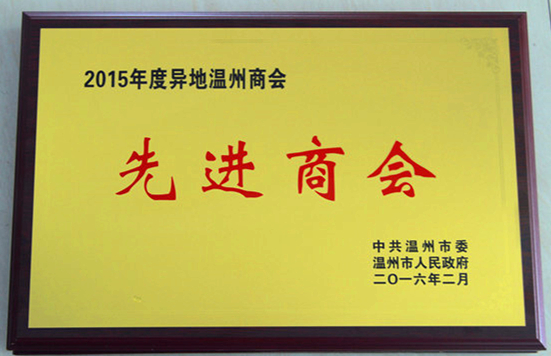 2015年度异地温州商会
先进商会
中共温州市委
温州市人民政府
二〇一六年二月